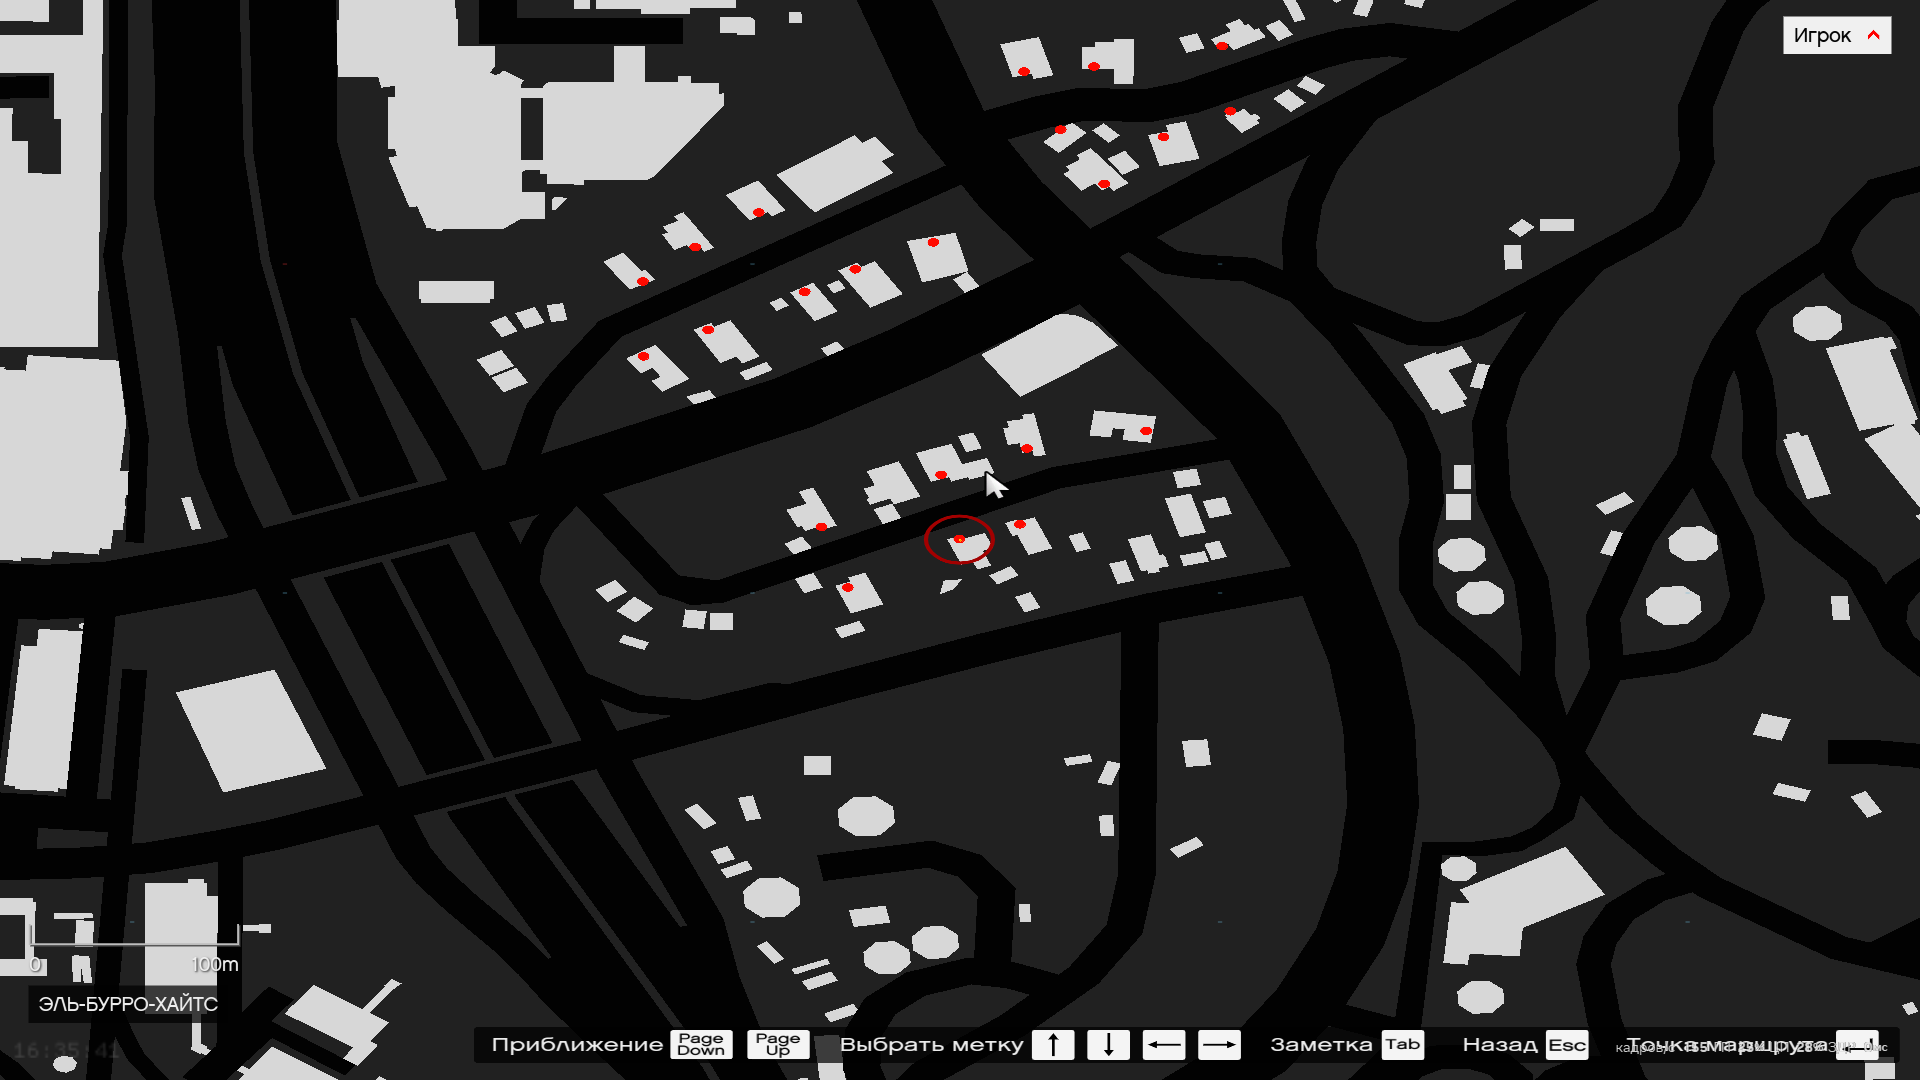 Игрок
0 100m
ЭЛЬ-БУРРО-ХАЙТС
16:35:41
Приближение Page Down Page Up Выбрать метку ↑ ↓ ← → Заметка Tab Назад Esc Точка маршрута
кадров/с